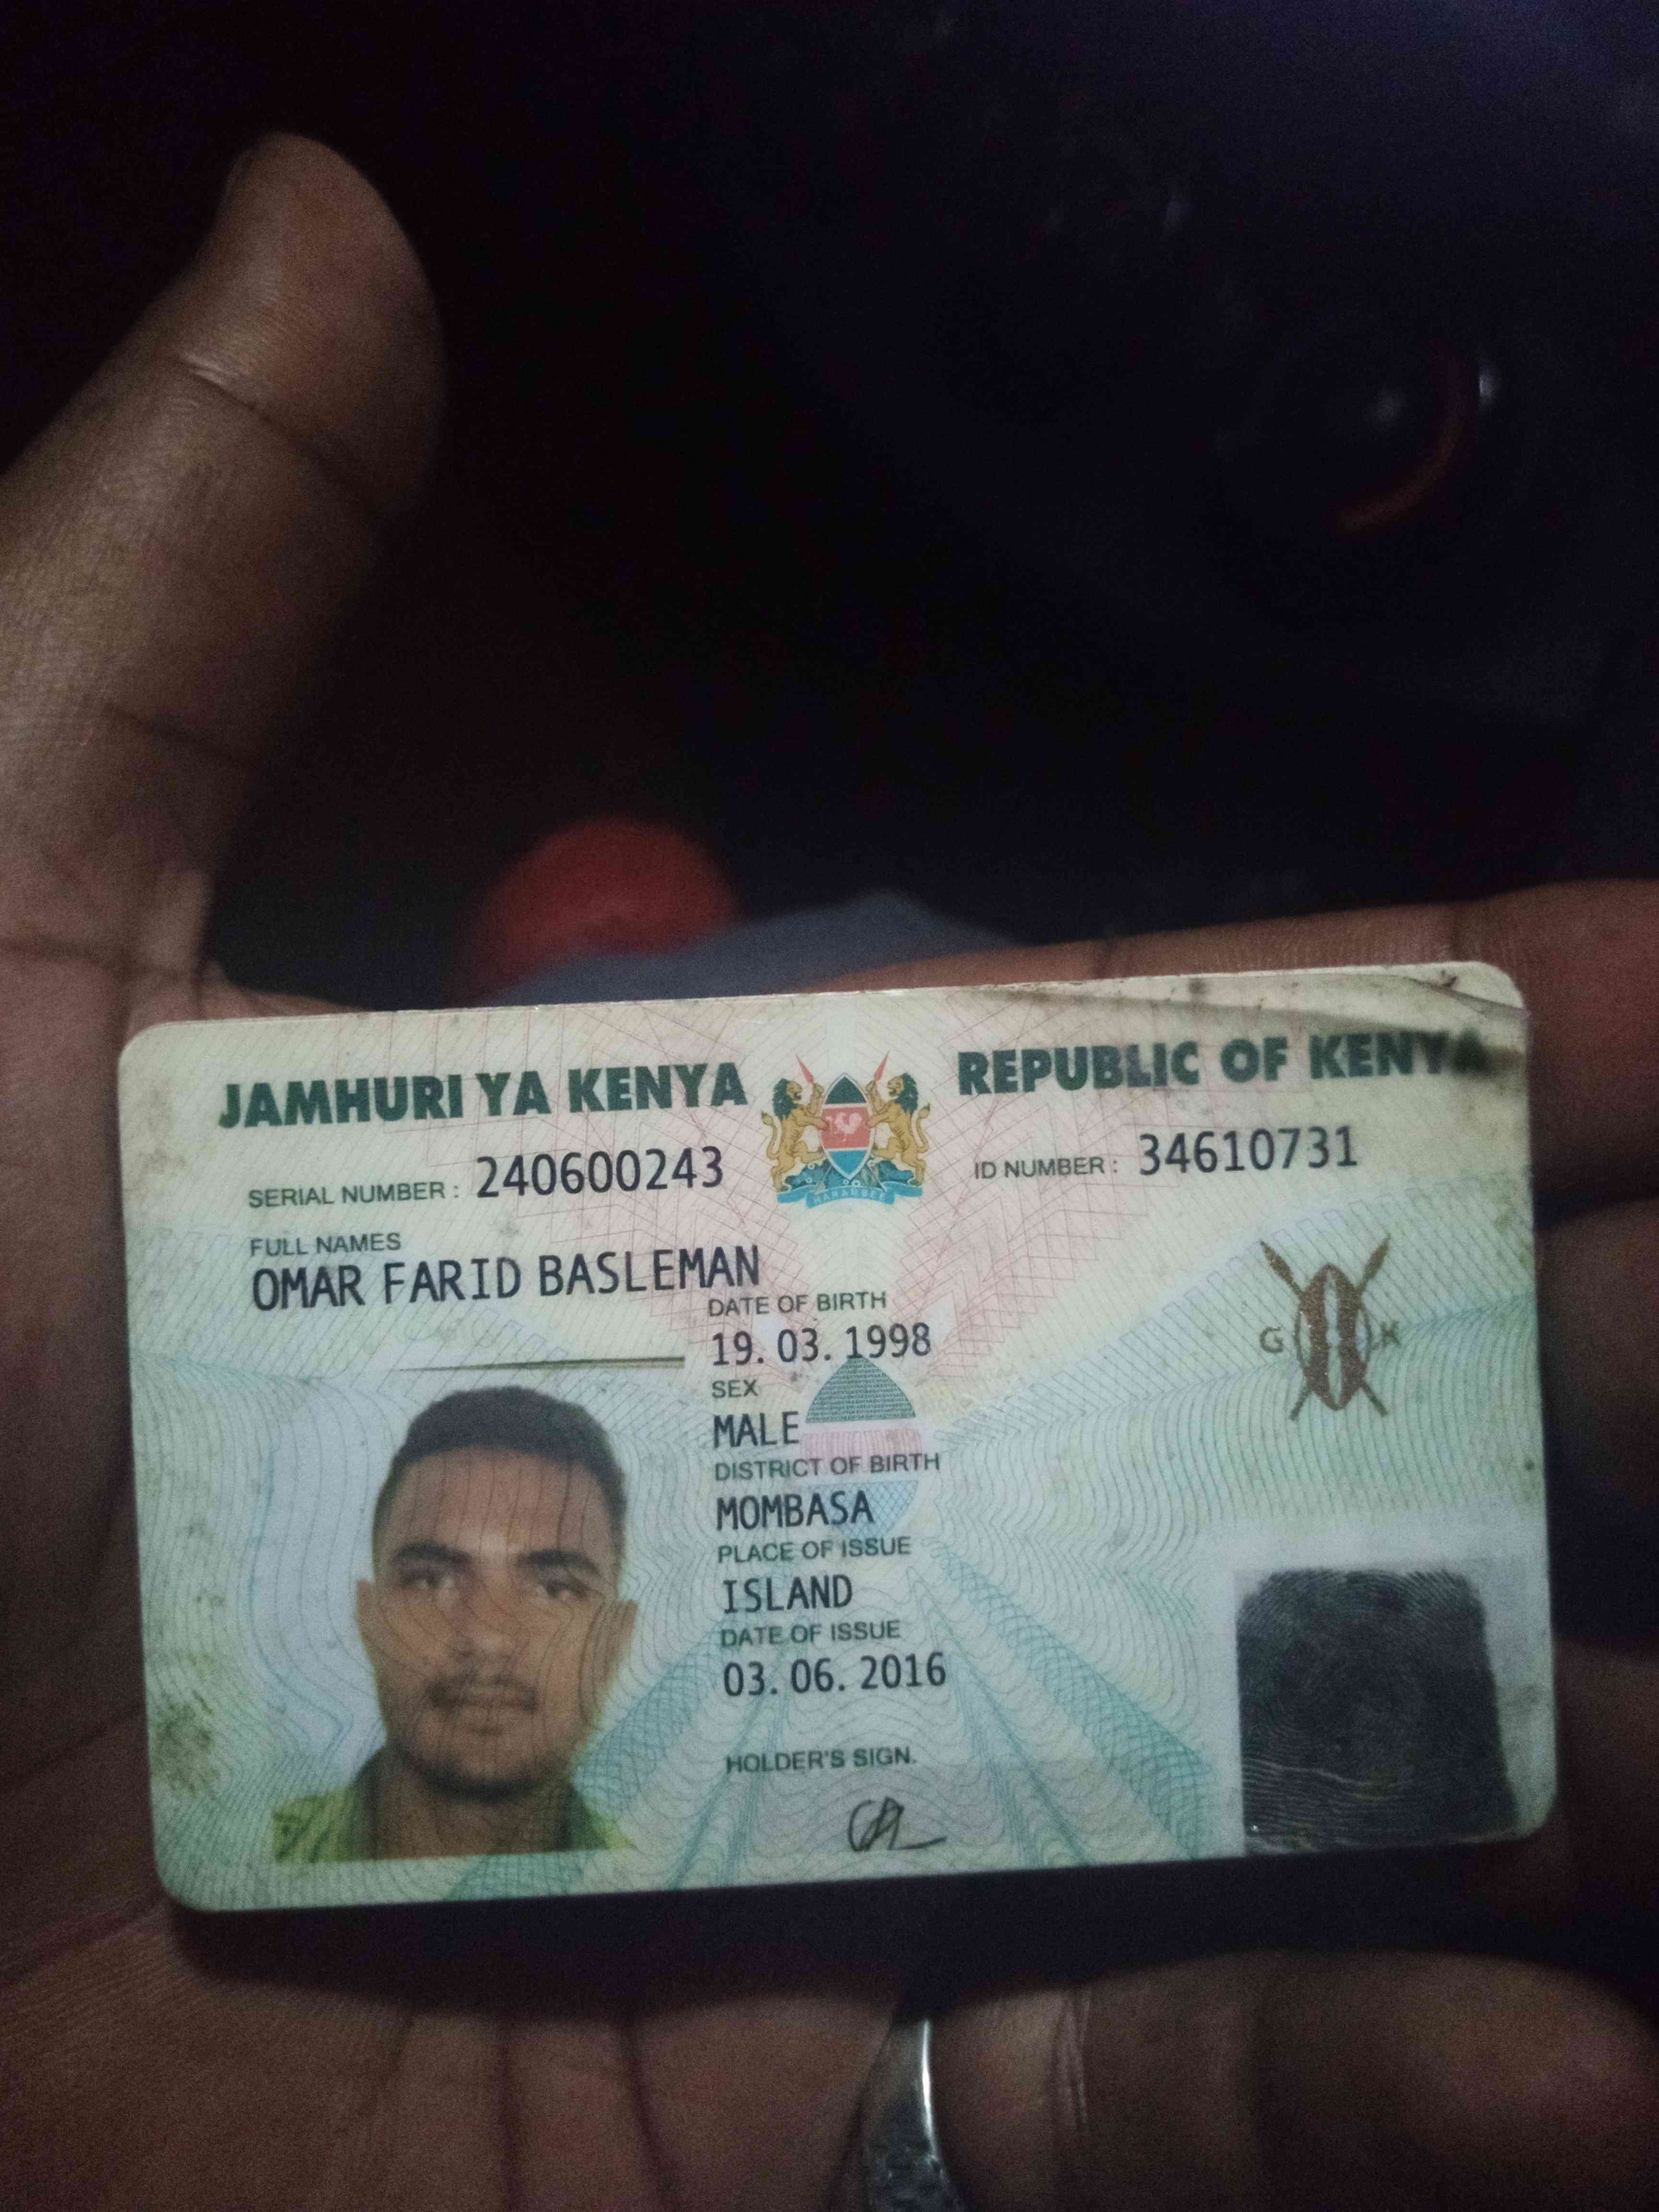 JAMHURI YA KENYA
REPUBLIC OF KENYA
SERIAL NUMBER : 240600243
ID NUMBER : 34610731
FULL NAMES
OMAR FARID BASLEMAN
DATE OF BIRTH
19. 03. 1998
SEX
MALE
DISTRICT OF BIRTH
MOMBASA
PLACE OF ISSUE
ISLAND
DATE OF ISSUE
03. 06. 2016
HOLDER'S SIGN.
G K
HARAMBEE